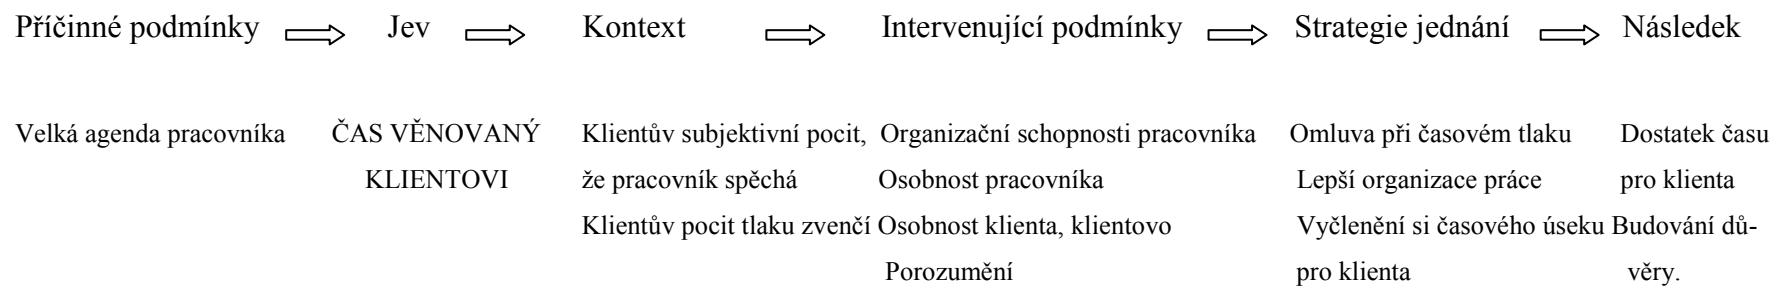 Příčinné podmínky Jev Kontext Intervenující podmínky Strategie jednání Následek
Velká agenda pracovníka ČAS VĚNOVANÝ Klientův subjektivní pocit, Organizační schopnosti pracovníka Omluva při časovém tlaku Dostatek času
KLIENTOVI že pracovník spěchá Osobnost pracovníka Lepší organizace práce pro klienta
Klientův pocit tlaku zvenčí Osobnost klienta, klientovo Vyčlenění si časového úseku Budování dů-
Porozumění pro klienta věry.